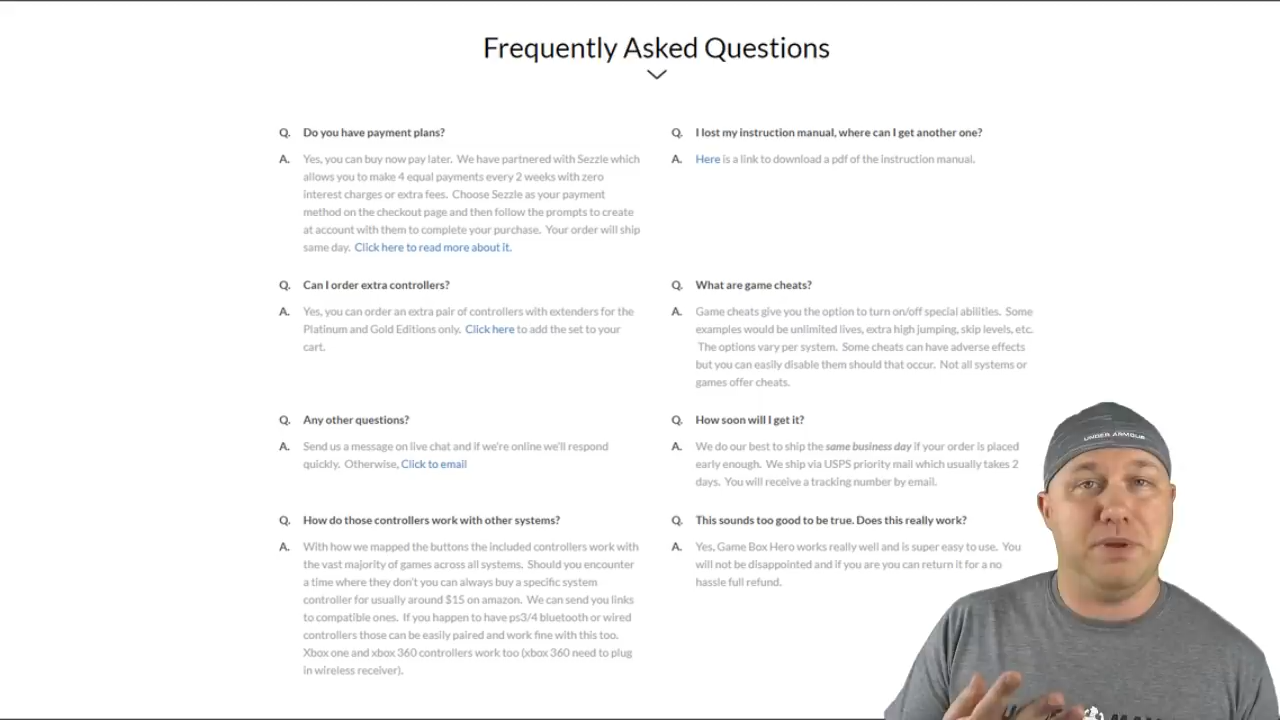 Frequently Asked Questions
Q. Do you have payment plans?
A. Yes, you can buy now pay later. We have partnered with Sezzle which
allows you to make 4 equal payments every 2 weeks with zero
interest charges or extra fees. Choose Sezzle as your payment
method on the checkout page and then follow the prompts to create
at account with them to complete your purchase. Your order will ship
same day. Click here to read more about it.
Q. Can I order extra controllers?
A. Yes, you can order an extra pair of controllers with extenders for the
Platinum and Gold Editions only. Click here to add the set to your
cart.
Q. Any other questions?
A. Send us a message on live chat and if we're online we'll respond
quickly. Otherwise, Click to email
Q. How do those controllers work with other systems?
A. With how we mapped the buttons the included controllers work with
the vast majority of games across all systems. Should you encounter
a time where they don't you can always buy a specific system
controller for usually around $15 on amazon. We can send you links
to compatible ones. If you happen to have ps3/4 bluetooth or wired
controllers those can be easily paired and work fine with this too.
Xbox one and xbox 360 controllers work too (xbox 360 need to plug
in wireless receiver).
Q. I lost my instruction manual, where can I get another one?
A. Here is a link to download a pdf of the instruction manual.
Q. What are game cheats?
A. Game cheats give you the option to turn on/off special abilities. Some
examples would be unlimited lives, extra high jumping, skip levels, etc.
The options vary per system. Some cheats can have adverse effects
but you can easily disable them should that occur. Not all systems or
games offer cheats.
Q. How soon will I get it?
A. We do our best to ship the same business day if your order is placed
early enough. We ship via USPS priority mail which usually takes 2
days. You will receive a tracking number by email.
Q. This sounds too good to be true. Does this really work?
A. Yes, Game Box Hero works really well and is super easy to use. You
will not be disappointed and if you are you can return it for a no
hassle full refund.
UNDER ARMOUR